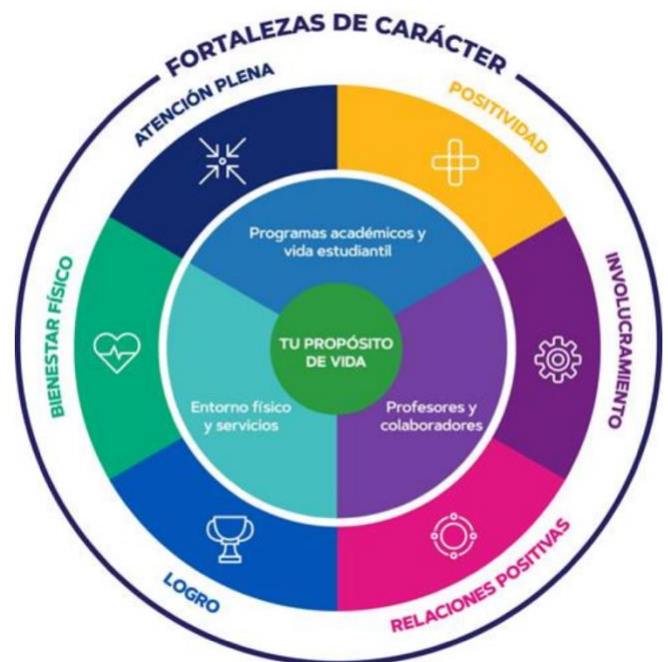 FORTALEZAS DE CARÁCTER
ATENCIÓN PLENA
POSITIVIDAD
Programas académicos y
vida estudiantil
BIENESTAR FÍSICO
INVOLUCRAMIENTO
TU PROPÓSITO
DE VIDA
Entorno físico
y servicios
Profesores y
colaboradores
LOGRO
RELACIONES POSITIVAS